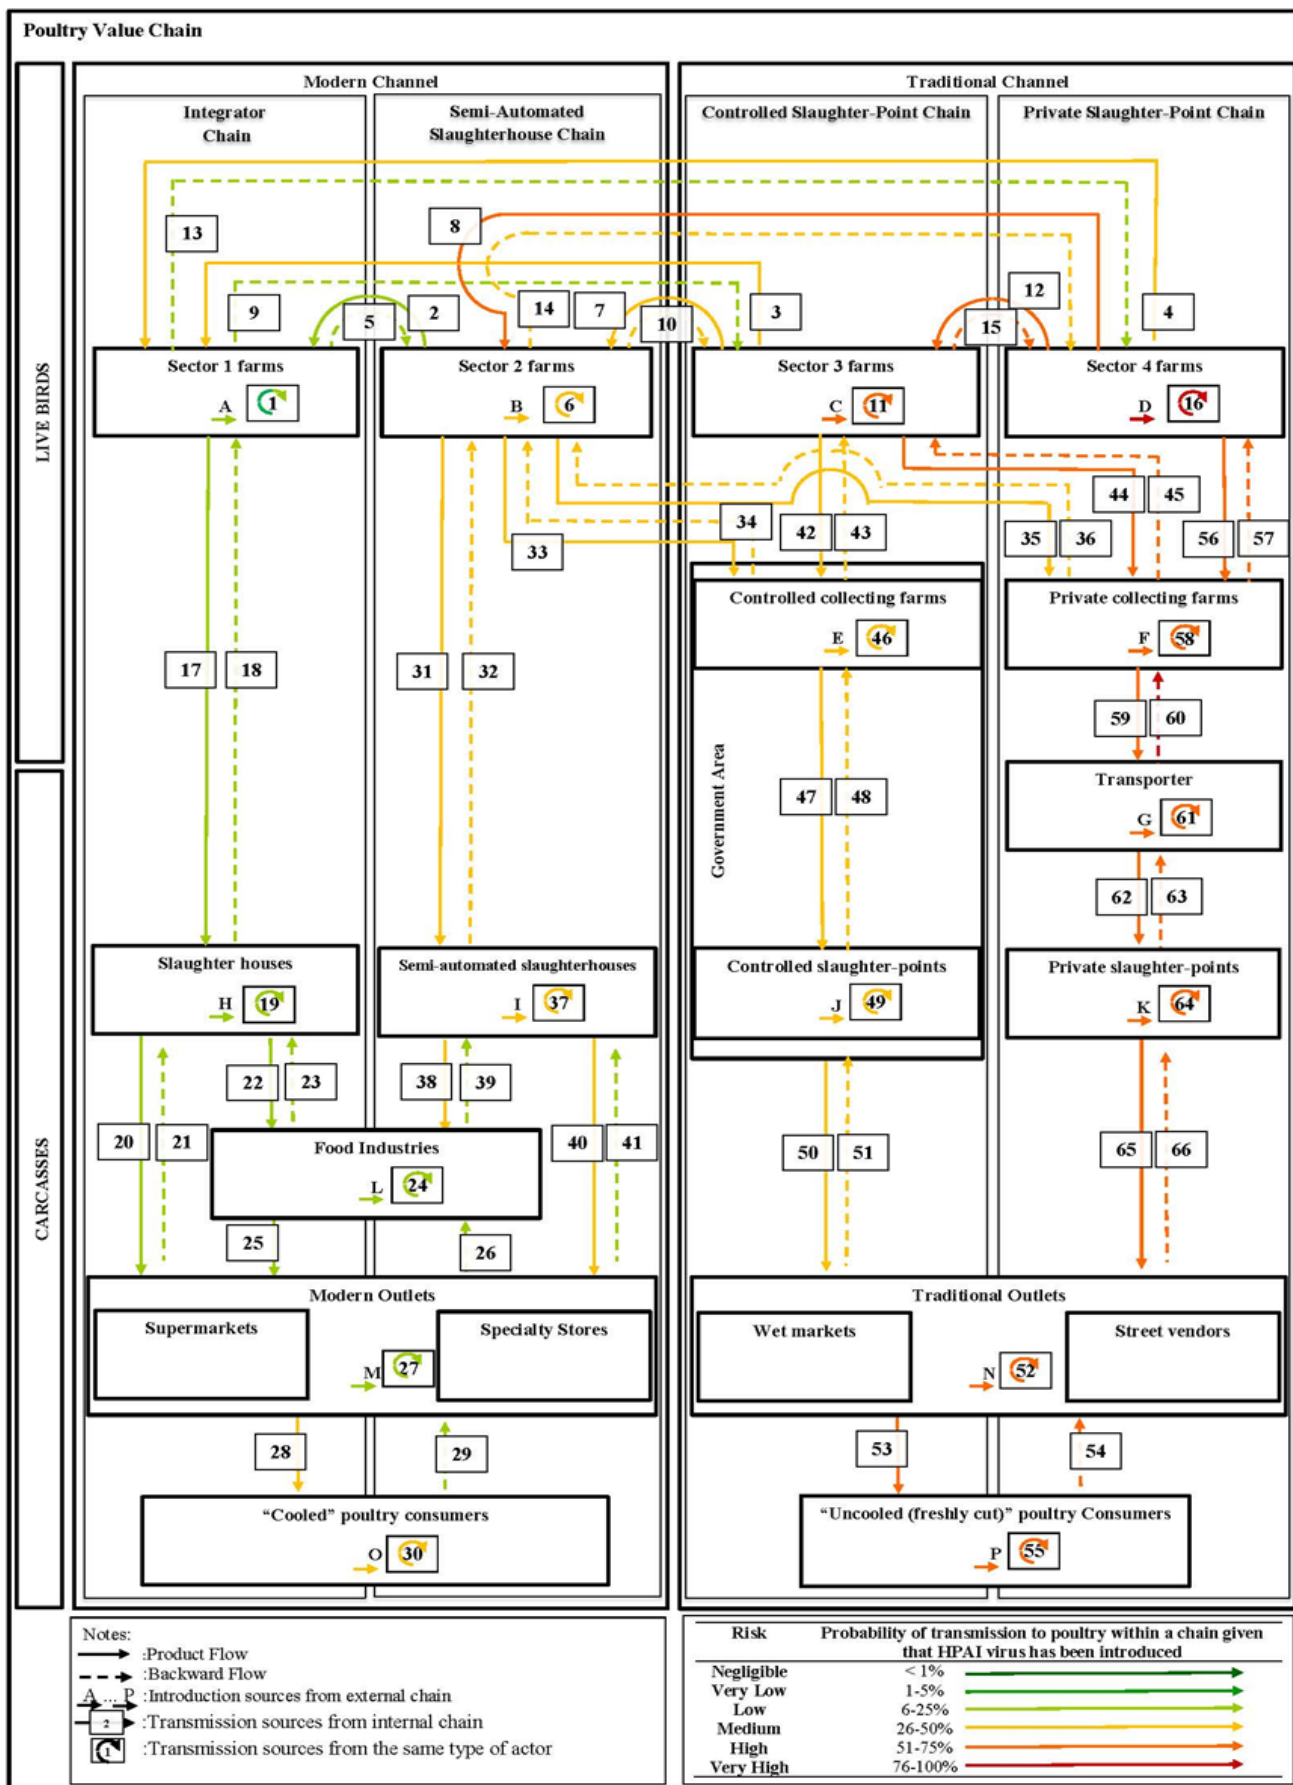 Poultry Value Chain
LIVE BIRDS
CARCASSES
Modern Channel
Traditional Channel
Integrator
Chain
Semi-Automated
Slaughterhouse Chain
Controlled Slaughter-Point Chain
Private Slaughter-Point Chain
13
8
9
5
2
14
7
10
3
15
12
4
Sector 1 farms
A
1
Sector 2 farms
B
6
Sector 3 farms
C
11
Sector 4 farms
D
16
44
45
34
33
42
43
35
36
56
57
Government Area
Controlled collecting farms
E
46
Private collecting farms
F
58
17
18
31
32
59
60
47
48
Transporter
G
61
62
63
Slaughter houses
H
19
Semi-automated slaughterhouses
I
37
Controlled slaughter-points
J
49
Private slaughter-points
K
64
22
23
38
39
20
21
40
41
50
51
65
66
Food Industries
L
24
25
26
Modern Outlets
Supermarkets
Specialty Stores
M
27
Traditional Outlets
Wet markets
Street vendors
N
52
28
29
53
54
“Cooled” poultry consumers
O
30
“Uncooled (freshly cut)” poultry Consumers
P
55
Notes:
:Product Flow
:Backward Flow
A ... P :Introduction sources from external chain
2 :Transmission sources from internal chain
1 :Transmission sources from the same type of actor
Risk Probability of transmission to poultry within a chain given
that HPAI virus has been introduced
Negligible < 1%
Very Low 1-5%
Low 6-25%
Medium 26-50%
High 51-75%
Very High 76-100%